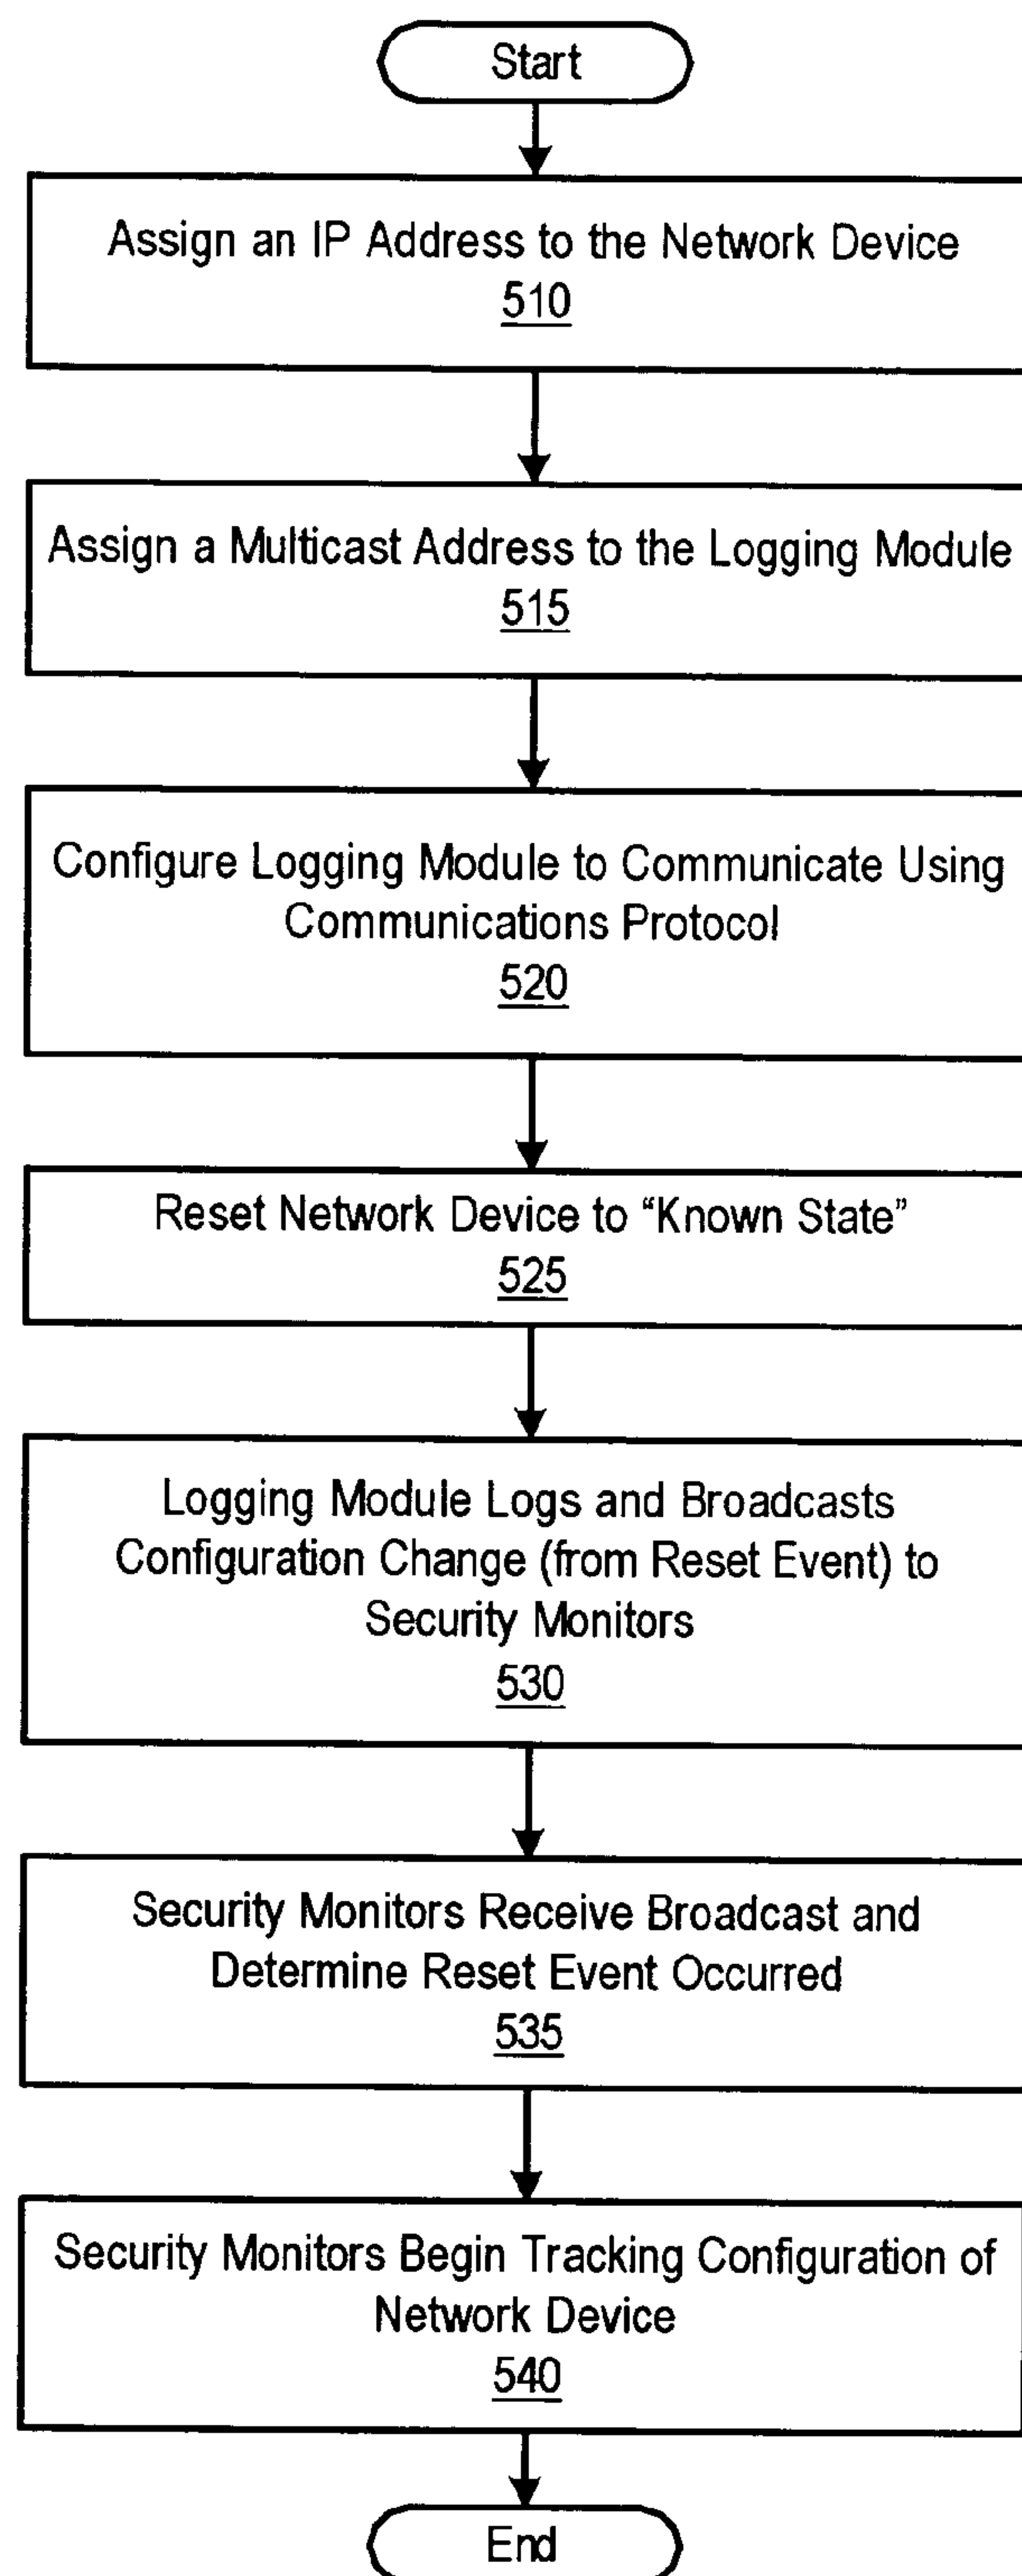 Start
Assign an IP Address to the Network Device
510
Assign a Multicast Address to the Logging Module
515
Configure Logging Module to Communicate Using
Communications Protocol
520
Reset Network Device to “Known State”
525
Logging Module Logs and Broadcasts
Configuration Change (from Reset Event) to
Security Monitors
530
Security Monitors Receive Broadcast and
Determine Reset Event Occurred
535
Security Monitors Begin Tracking Configuration of
Network Device
540
End